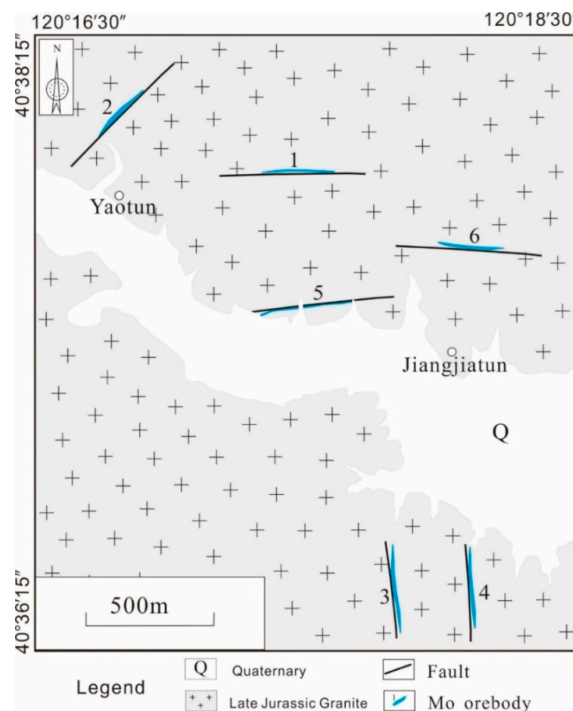 120°16′30″ 120°18′30″
40°38′15″
N
2
1
Yaotun
6
5
Jiangjiatun
Q
3 4
40°36′15″
500m
Legend
Q Quaternary Fault
Late Jurassic Granite 1 Mo orebody